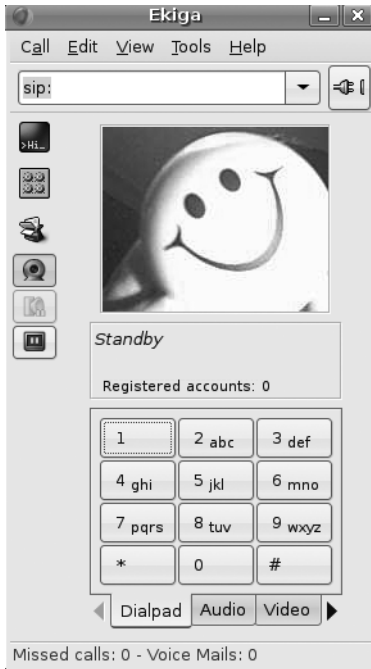 Ekiga
Call Edit View Tools Help
sip:
>Hi_
Standby
Registered accounts: 0
1 2 abc 3 def
4 ghi 5 jkl 6 mno
7 pqrs 8 tuv 9 wxyz
* 0 #
Dialpad Audio Video
Missed calls: 0 - Voice Mails: 0